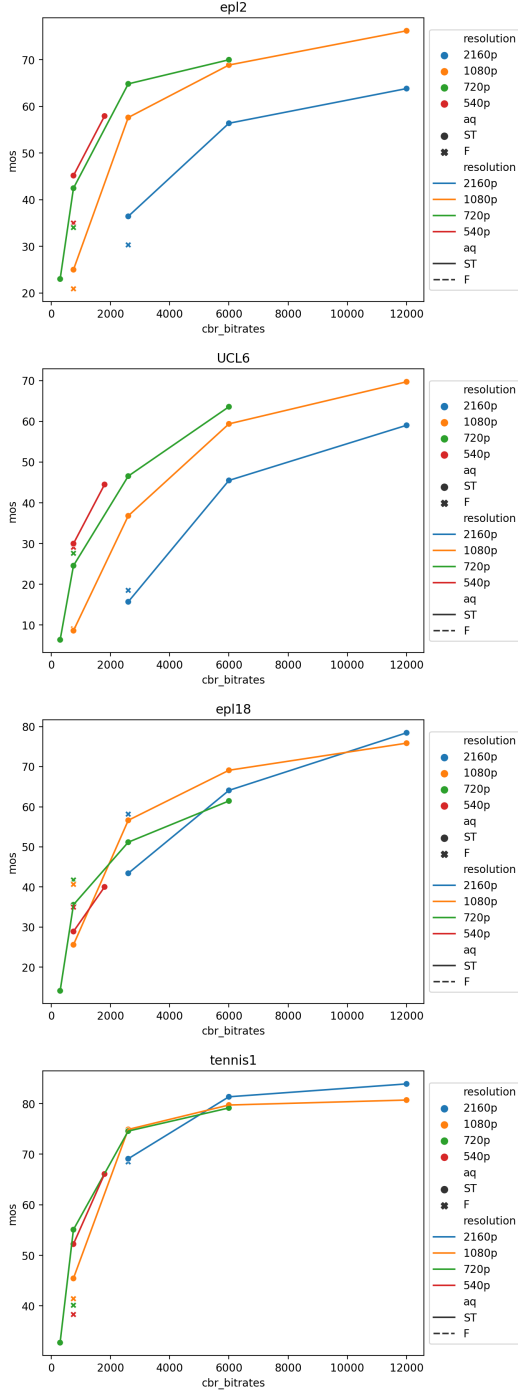 epl2
mos
70
60
50
40
30
20
0 2000 4000 6000 8000 10000 12000
cbr_bitrates
resolution
2160p
1080p
720p
540p
aq
ST
F
resolution
2160p
1080p
720p
540p
aq
ST
F
UCL6
mos
70
60
50
40
30
20
10
0 2000 4000 6000 8000 10000 12000
cbr_bitrates
resolution
2160p
1080p
720p
540p
aq
ST
F
resolution
2160p
1080p
720p
540p
aq
ST
F
epl18
mos
80
70
60
50
40
30
20
0 2000 4000 6000 8000 10000 12000
cbr_bitrates
resolution
2160p
1080p
720p
540p
aq
ST
F
resolution
2160p
1080p
720p
540p
aq
ST
F
tennis1
mos
80
70
60
50
40
0 2000 4000 6000 8000 10000 12000
cbr_bitrates
resolution
2160p
1080p
720p
540p
aq
ST
F
resolution
2160p
1080p
720p
540p
aq
ST
F